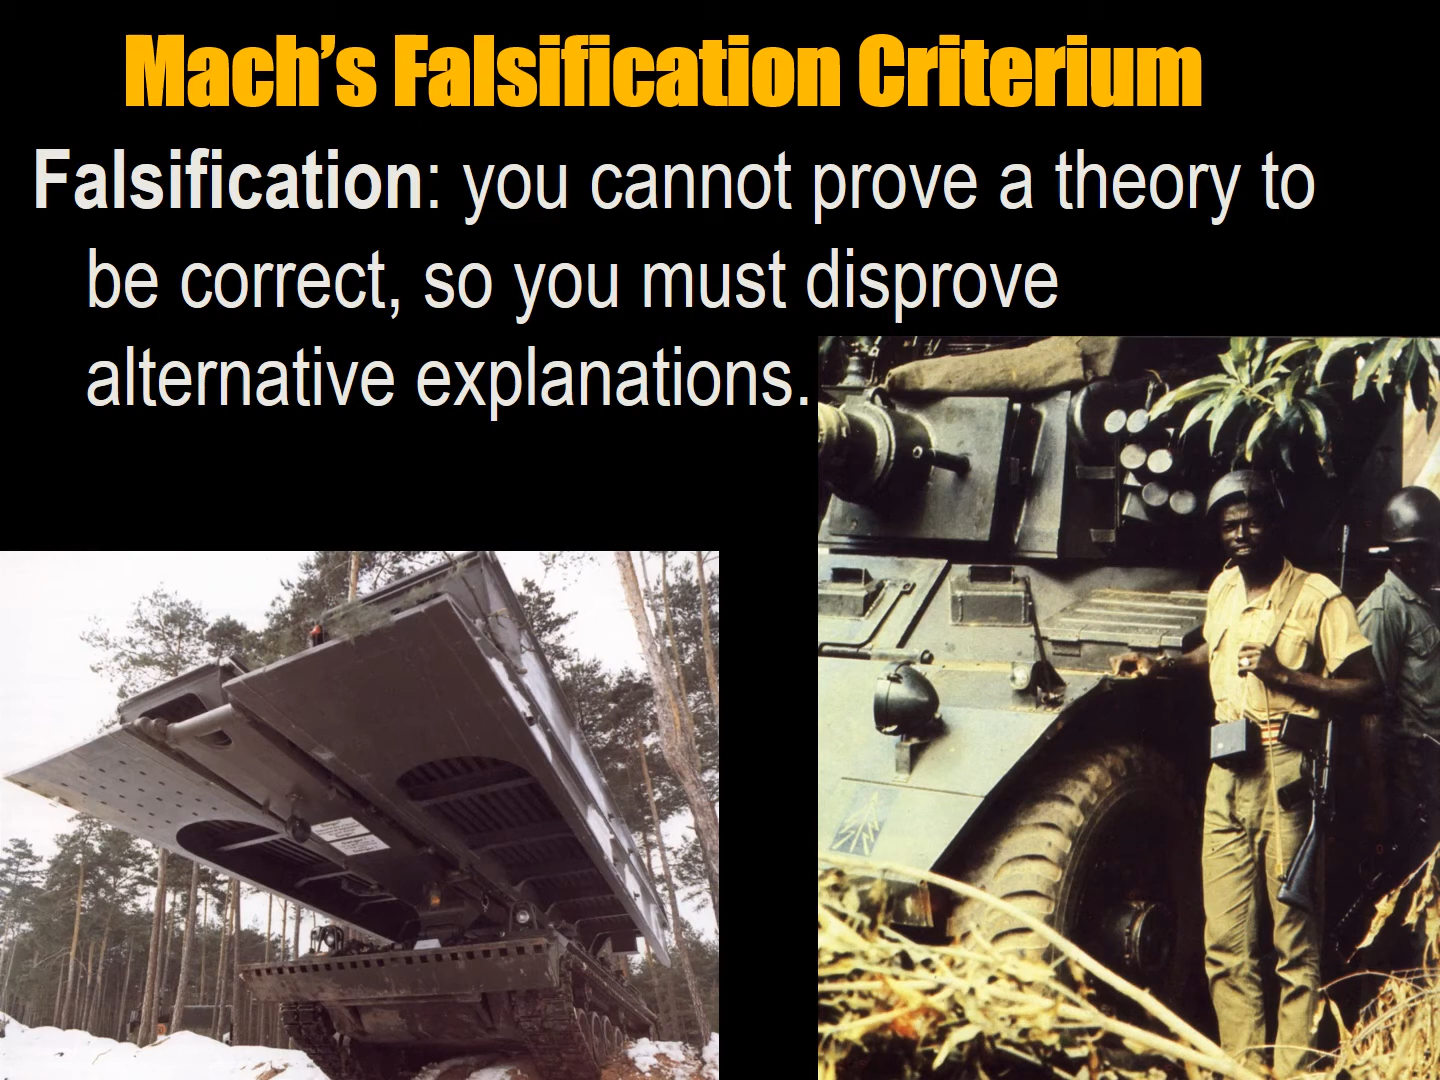 Mach’s Falsification Criterium
Falsification: you cannot prove a theory to
be correct, so you must disprove
alternative explanations.